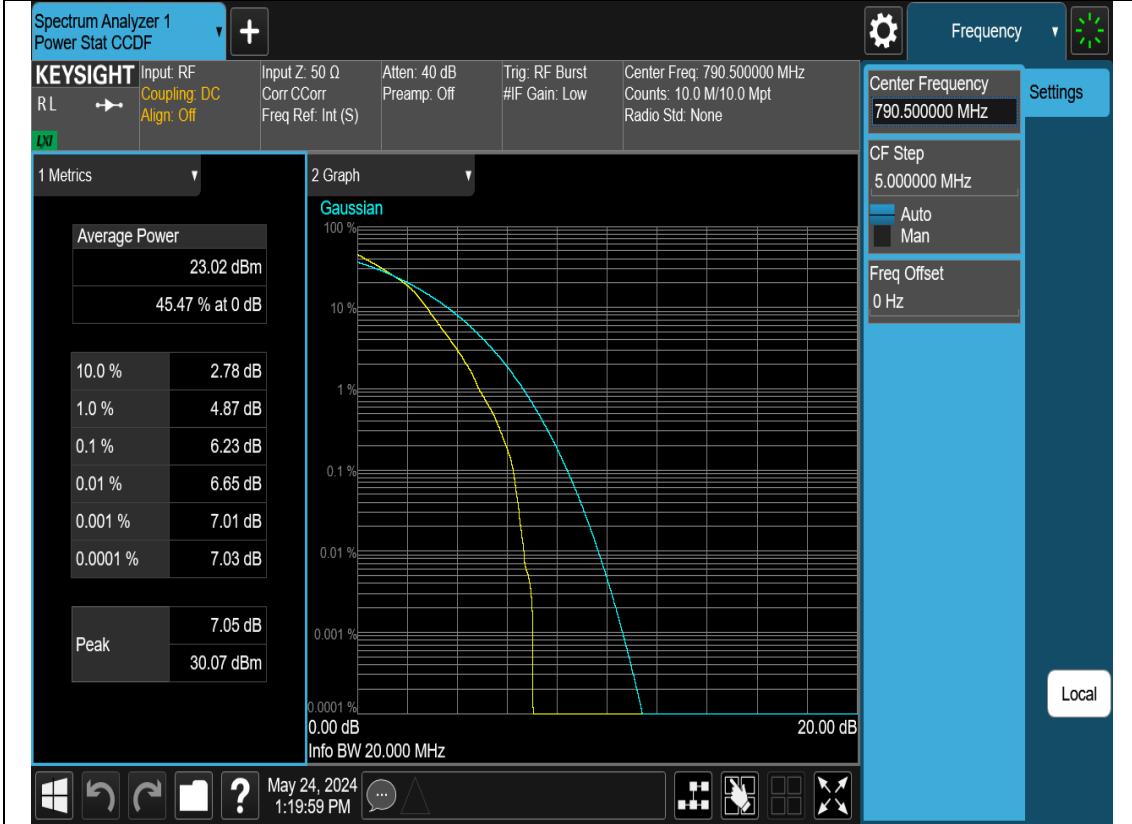 Spectrum Analyzer 1
Power Stat CCDF
Frequency
KEYSIGHT
RL
LXI
Input: RF
Coupling: DC
Align: Off
Input Z: 50 Ω
Corr CCorr
Freq Ref: Int (S)
Atten: 40 dB
Preamp: Off
Trig: RF Burst
#IF Gain: Low
Center Freq: 790.500000 MHz
Counts: 10.0 M/10.0 Mpt
Radio Std: None
Center Frequency
790.500000 MHz
Settings
CF Step
5.000000 MHz
Auto
Man
Freq Offset
0 Hz
1 Metrics
Average Power
23.02 dBm
45.47 % at 0 dB
10.0 % 2.78 dB
1.0 % 4.87 dB
0.1 % 6.23 dB
0.01 % 6.65 dB
0.001 % 7.01 dB
0.0001 % 7.03 dB
Peak
7.05 dB
30.07 dBm
2 Graph
Gaussian
100 %
10 %
1 %
0.1 %
0.01 %
0.001 %
0.0001 %
0.00 dB 20.00 dB
Info BW 20.000 MHz
Local
?
May 24, 2024
1:19:59 PM